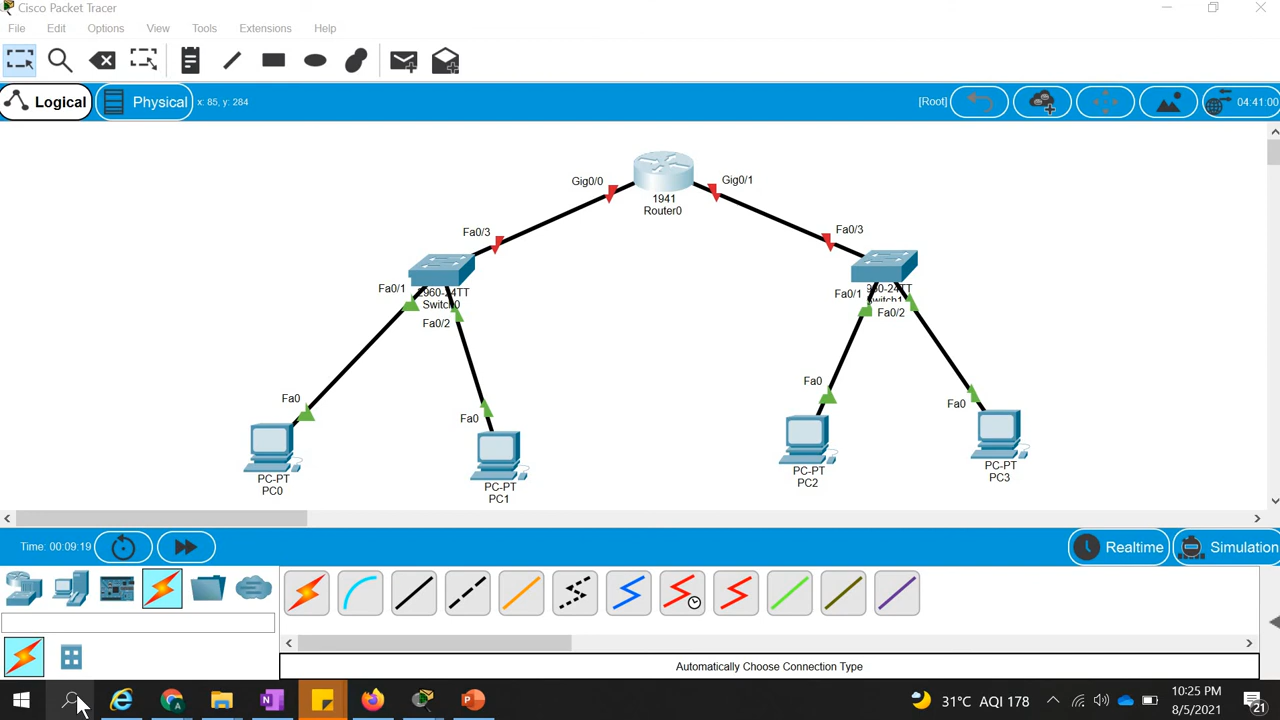 Cisco Packet Tracer
File Edit Options View Tools Extensions Help
Logical Physical x: 85, y: 284 [Root] 04:41:00
Gig0/0 Gig0/1
1941
Router0
Fa0/3 Fa0/3
Fa0/1 2960-24TT
Switch0
Fa0/2
Fa0/1
Fa0/2
Fa0 Fa0 Fa0 Fa0
PC-PT
PC0
PC-PT
PC1
PC-PT
PC2
PC-PT
PC3
Time: 00:09:19 Realtime Simulation
Automatically Choose Connection Type
31°C AQI 178 10:25 PM
8/5/2021
21